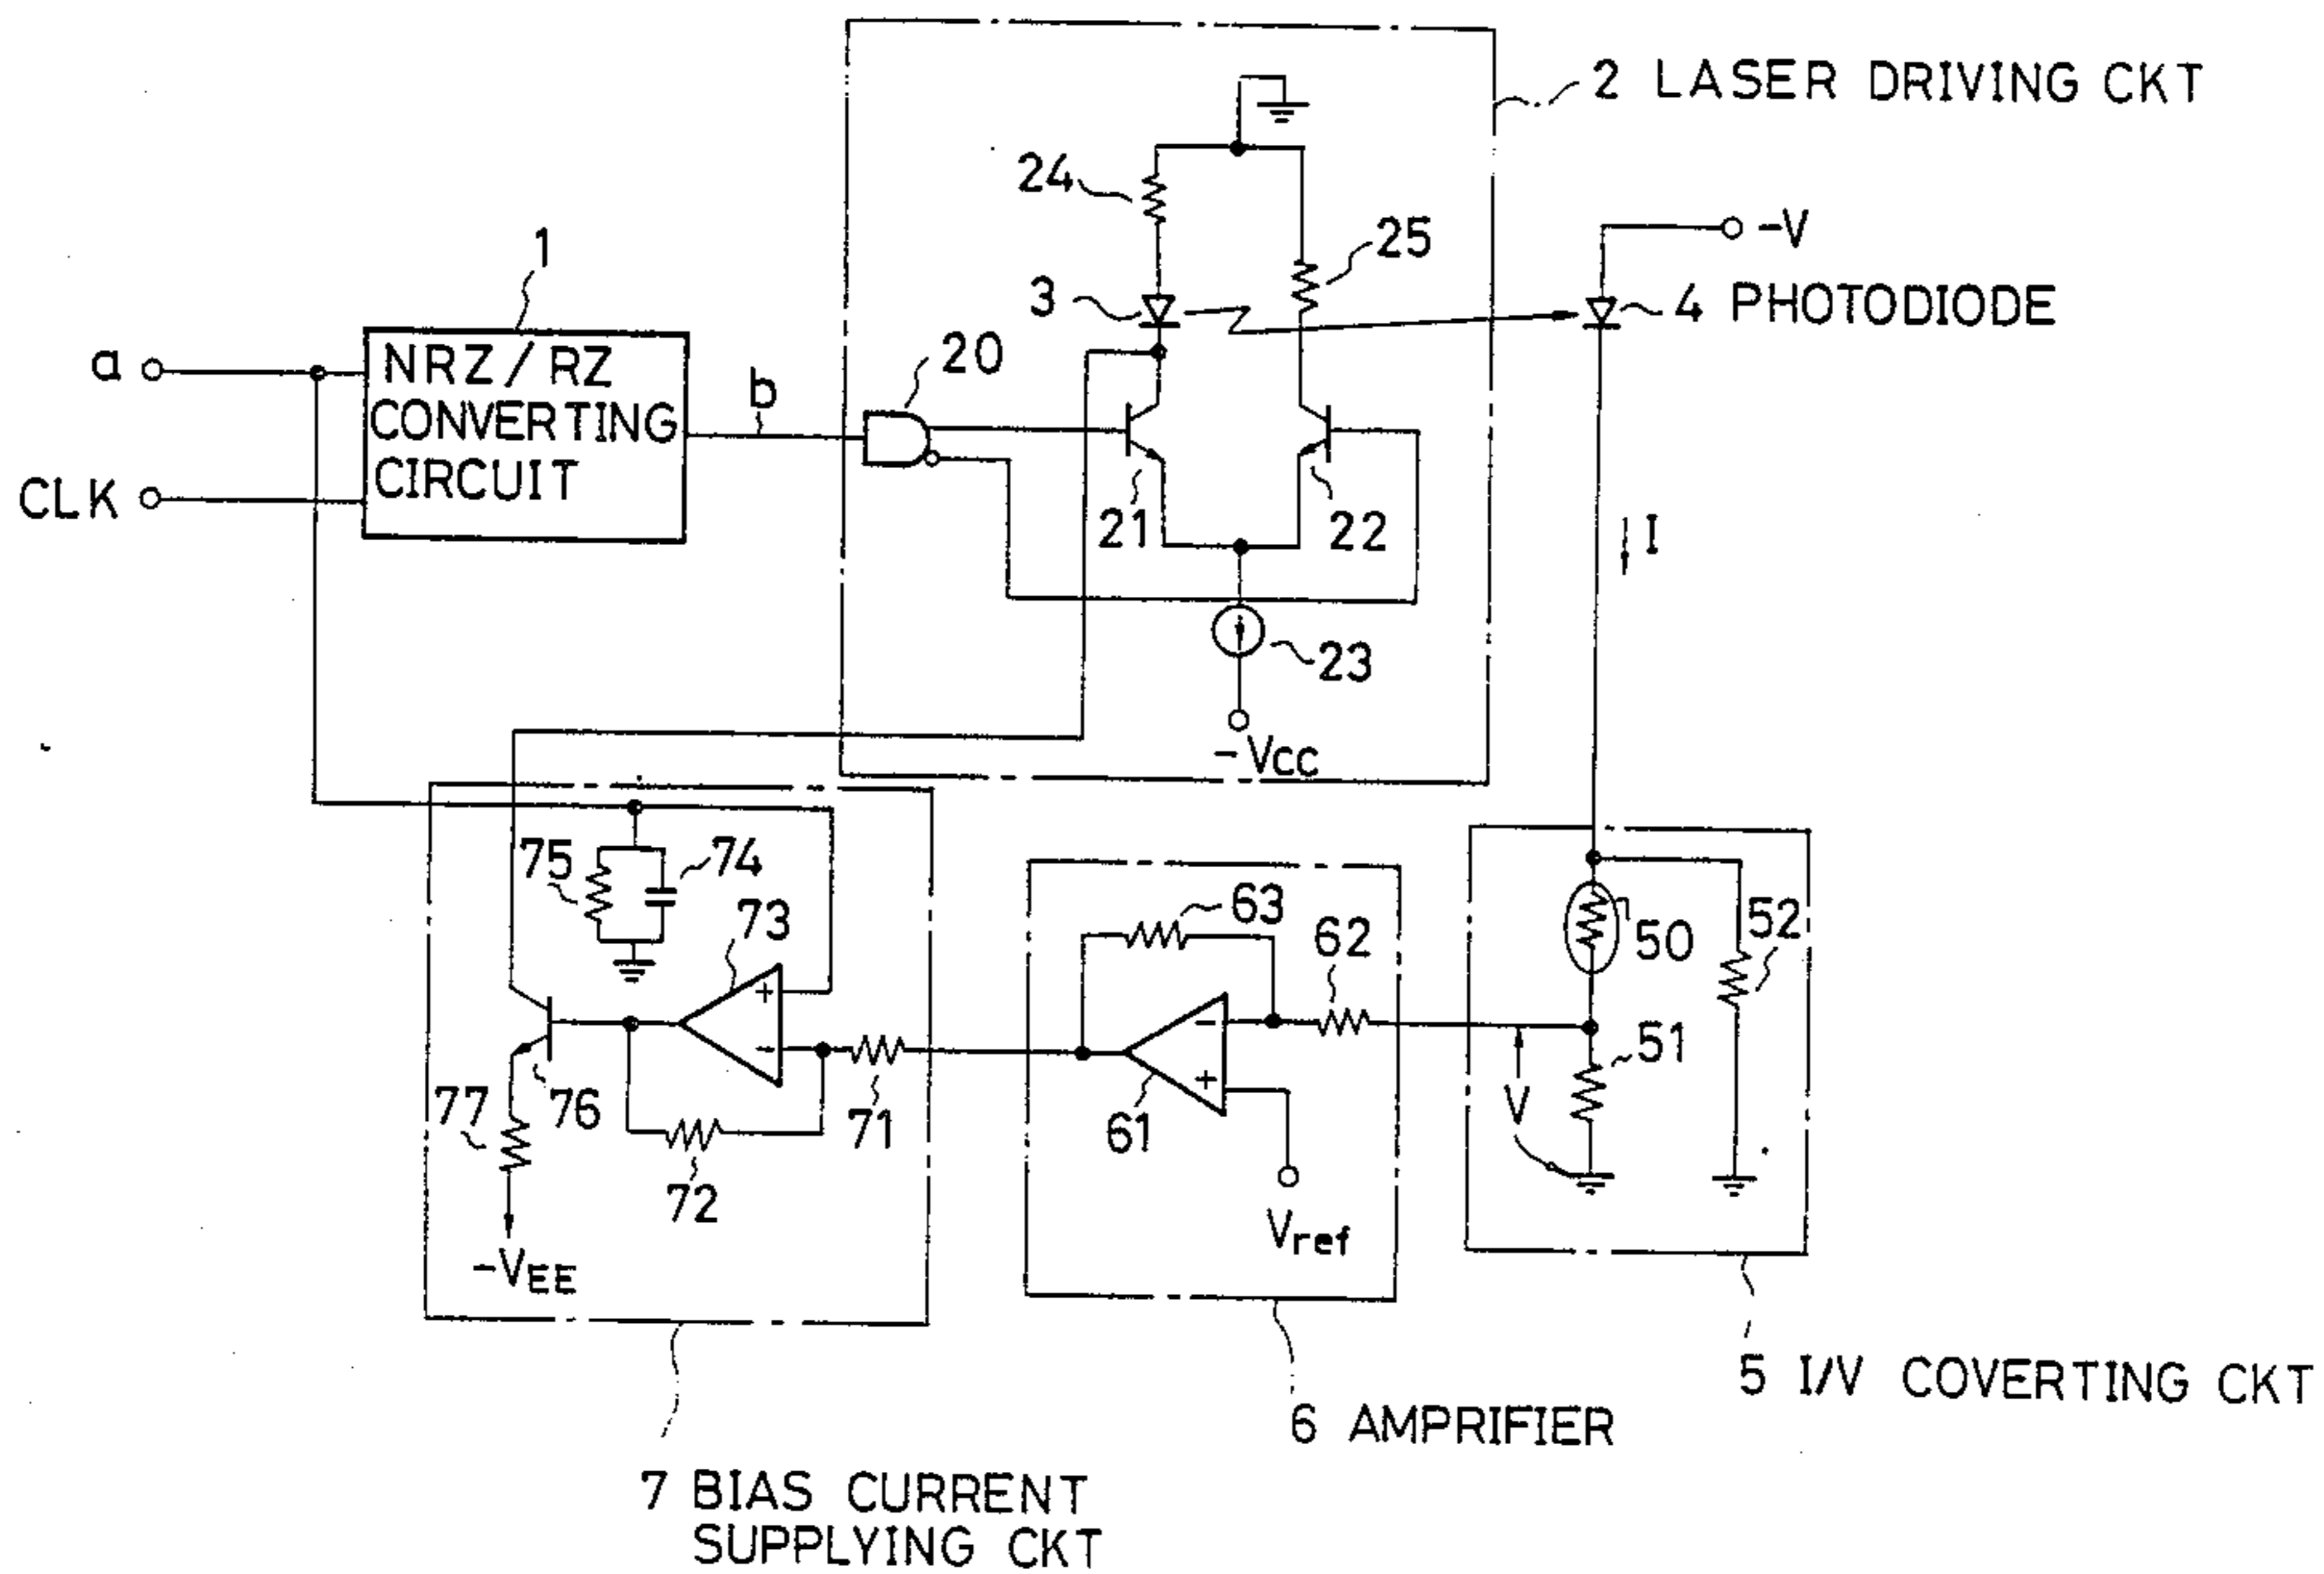 2 LASER DRIVING CKT
24
25
-V
1
3
4 PHOTODIODE
a
NRZ / RZ
CONVERTING
CIRCUIT
b
20
CLK
21
22
I
23
-VCC
75
74
73
63
62
50
52
51
77
76
71
72
61
V
Vref
-VEE
5 I/V COVERTING CKT
6 AMPRIFIER
7 BIAS CURRENT
SUPPLYING CKT